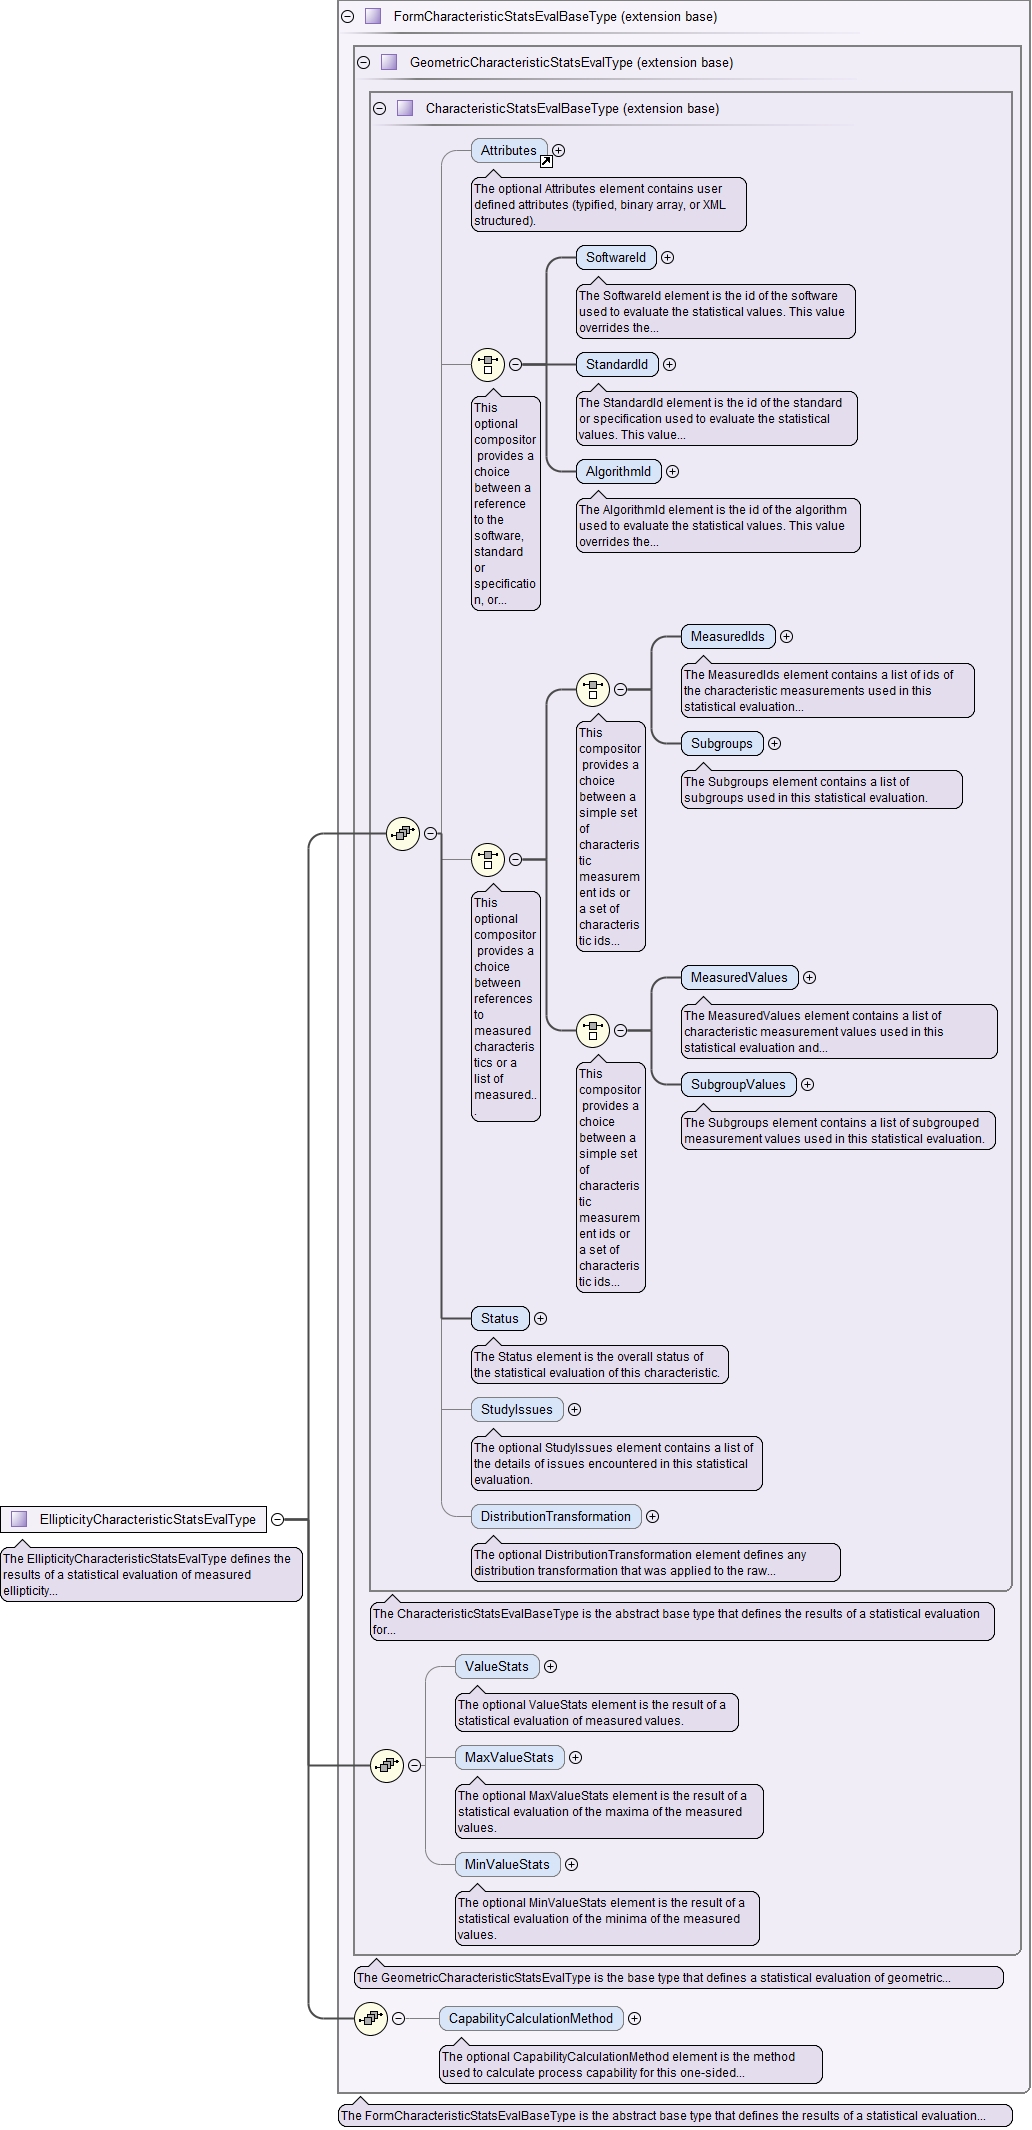 FormCharacteristicStatsEvalBaseType (extension base)
GeometricCharacteristicStatsEvalType (extension base)
CharacteristicStatsEvalBaseType (extension base)
Attributes
The optional Attributes element contains user
defined attributes (typified, binary array, or XML
structured).
SoftwareId
The SoftwareId element is the id of the software
used to evaluate the statistical values. This value
overrides the...
StandardId
The StandardId element is the id of the standard
or specification used to evaluate the statistical
values. This value...
AlgorithmId
The AlgorithmId element is the id of the algorithm
used to evaluate the statistical values. This value
overrides the...
This
optional
compositor
provides a
choice
between a
reference
to the
software,
standard
or
specificatio
n, or...
MeasuredIds
The MeasuredIds element contains a list of ids of
the characteristic measurements used in this
statistical evaluation...
Subgroups
The Subgroups element contains a list of
subgroups used in this statistical evaluation.
This
compositor
provides a
choice
between a
simple set
of
characteris
tic
measurem
ent ids or
a set of
characteris
tic ids...
This
optional
compositor
provides a
choice
between
references
to
measured
characteris
tics or a
list of
measured..
.
MeasuredValues
The MeasuredValues element contains a list of
characteristic measurement values used in this
statistical evaluation and...
SubgroupValues
The Subgroups element contains a list of subgrouped
measurement values used in this statistical evaluation.
This
compositor
provides a
choice
between a
simple set
of
characteris
tic
measurem
ent ids or
a set of
characteris
tic ids...
Status
The Status element is the overall status of
the statistical evaluation of this characteristic.
StudyIssues
The optional StudyIssues element contains a list of
the details of issues encountered in this statistical
evaluation.
DistributionTransformation
The optional DistributionTransformation element defines any
distribution transformation that was applied to the raw...
EllipticityCharacteristicStatsEvalType
The EllipticityCharacteristicStatsEvalType defines the
results of a statistical evaluation of measured
ellipticity...
The CharacteristicStatsEvalBaseType is the abstract base type that defines the results of a statistical evaluation
for...
ValueStats
The optional ValueStats element is the result of a
statistical evaluation of measured values.
MaxValueStats
The optional MaxValueStats element is the result of a
statistical evaluation of the maxima of the measured
values.
MinValueStats
The optional MinValueStats element is the result of a
statistical evaluation of the minima of the measured
values.
The GeometricCharacteristicStatsEvalType is the base type that defines a statistical evaluation of geometric...
CapabilityCalculationMethod
The optional CapabilityCalculationMethod element is the method
used to calculate process capability for this one-sided...
The FormCharacteristicStatsEvalBaseType is the abstract base type that defines the results of a statistical evaluation...